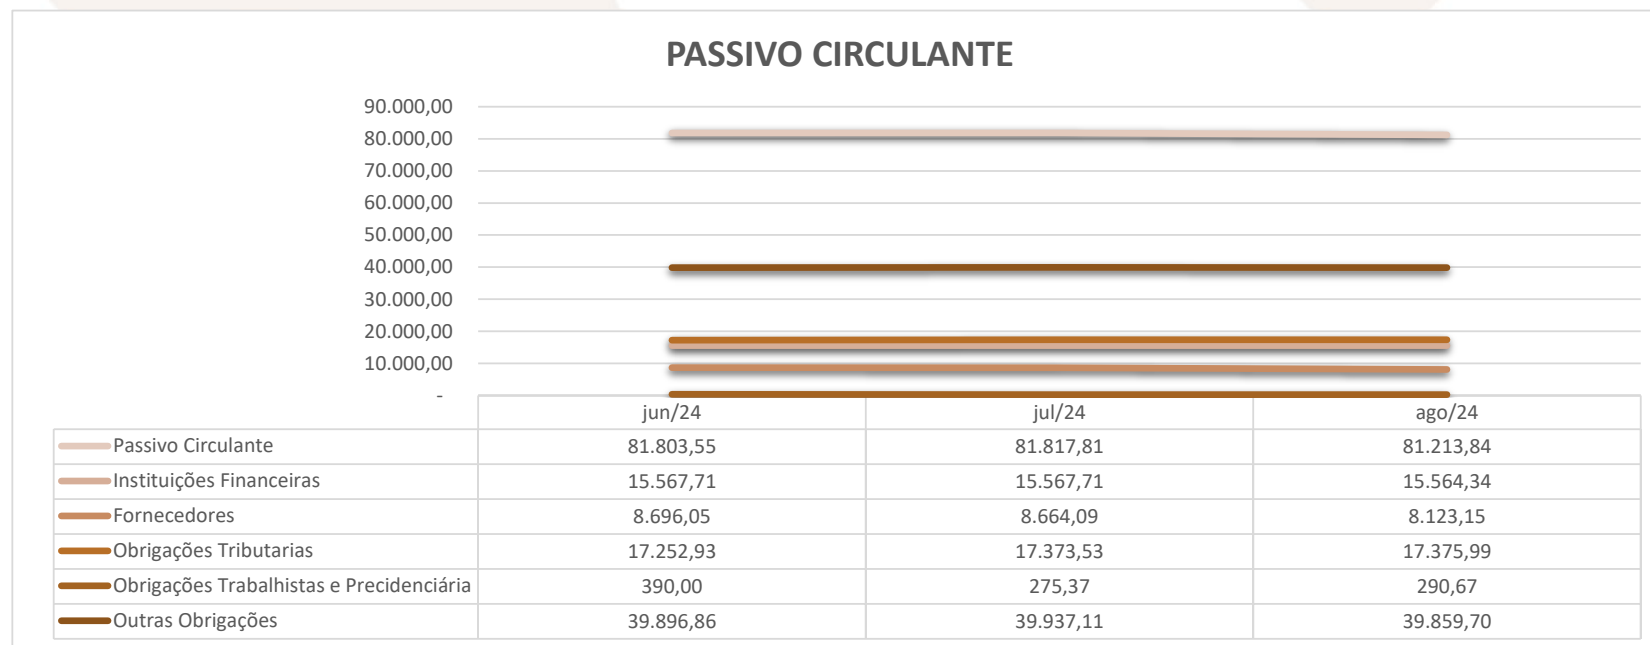 PASSIVO CIRCULANTE
90.000,00
80.000,00
70.000,00
60.000,00
50.000,00
40.000,00
30.000,00
20.000,00
10.000,00
-
jun/24 jul/24 ago/24
Passivo Circulante 81.803,55 81.817,81 81.213,84
Instituições Financeiras 15.567,71 15.567,71 15.564,34
Fornecedores 8.696,05 8.664,09 8.123,15
Obrigações Tributarias 17.252,93 17.373,53 17.375,99
Obrigações Trabalhistas e Precidenciária 390,00 275,37 290,67
Outras Obrigações 39.896,86 39.937,11 39.859,70